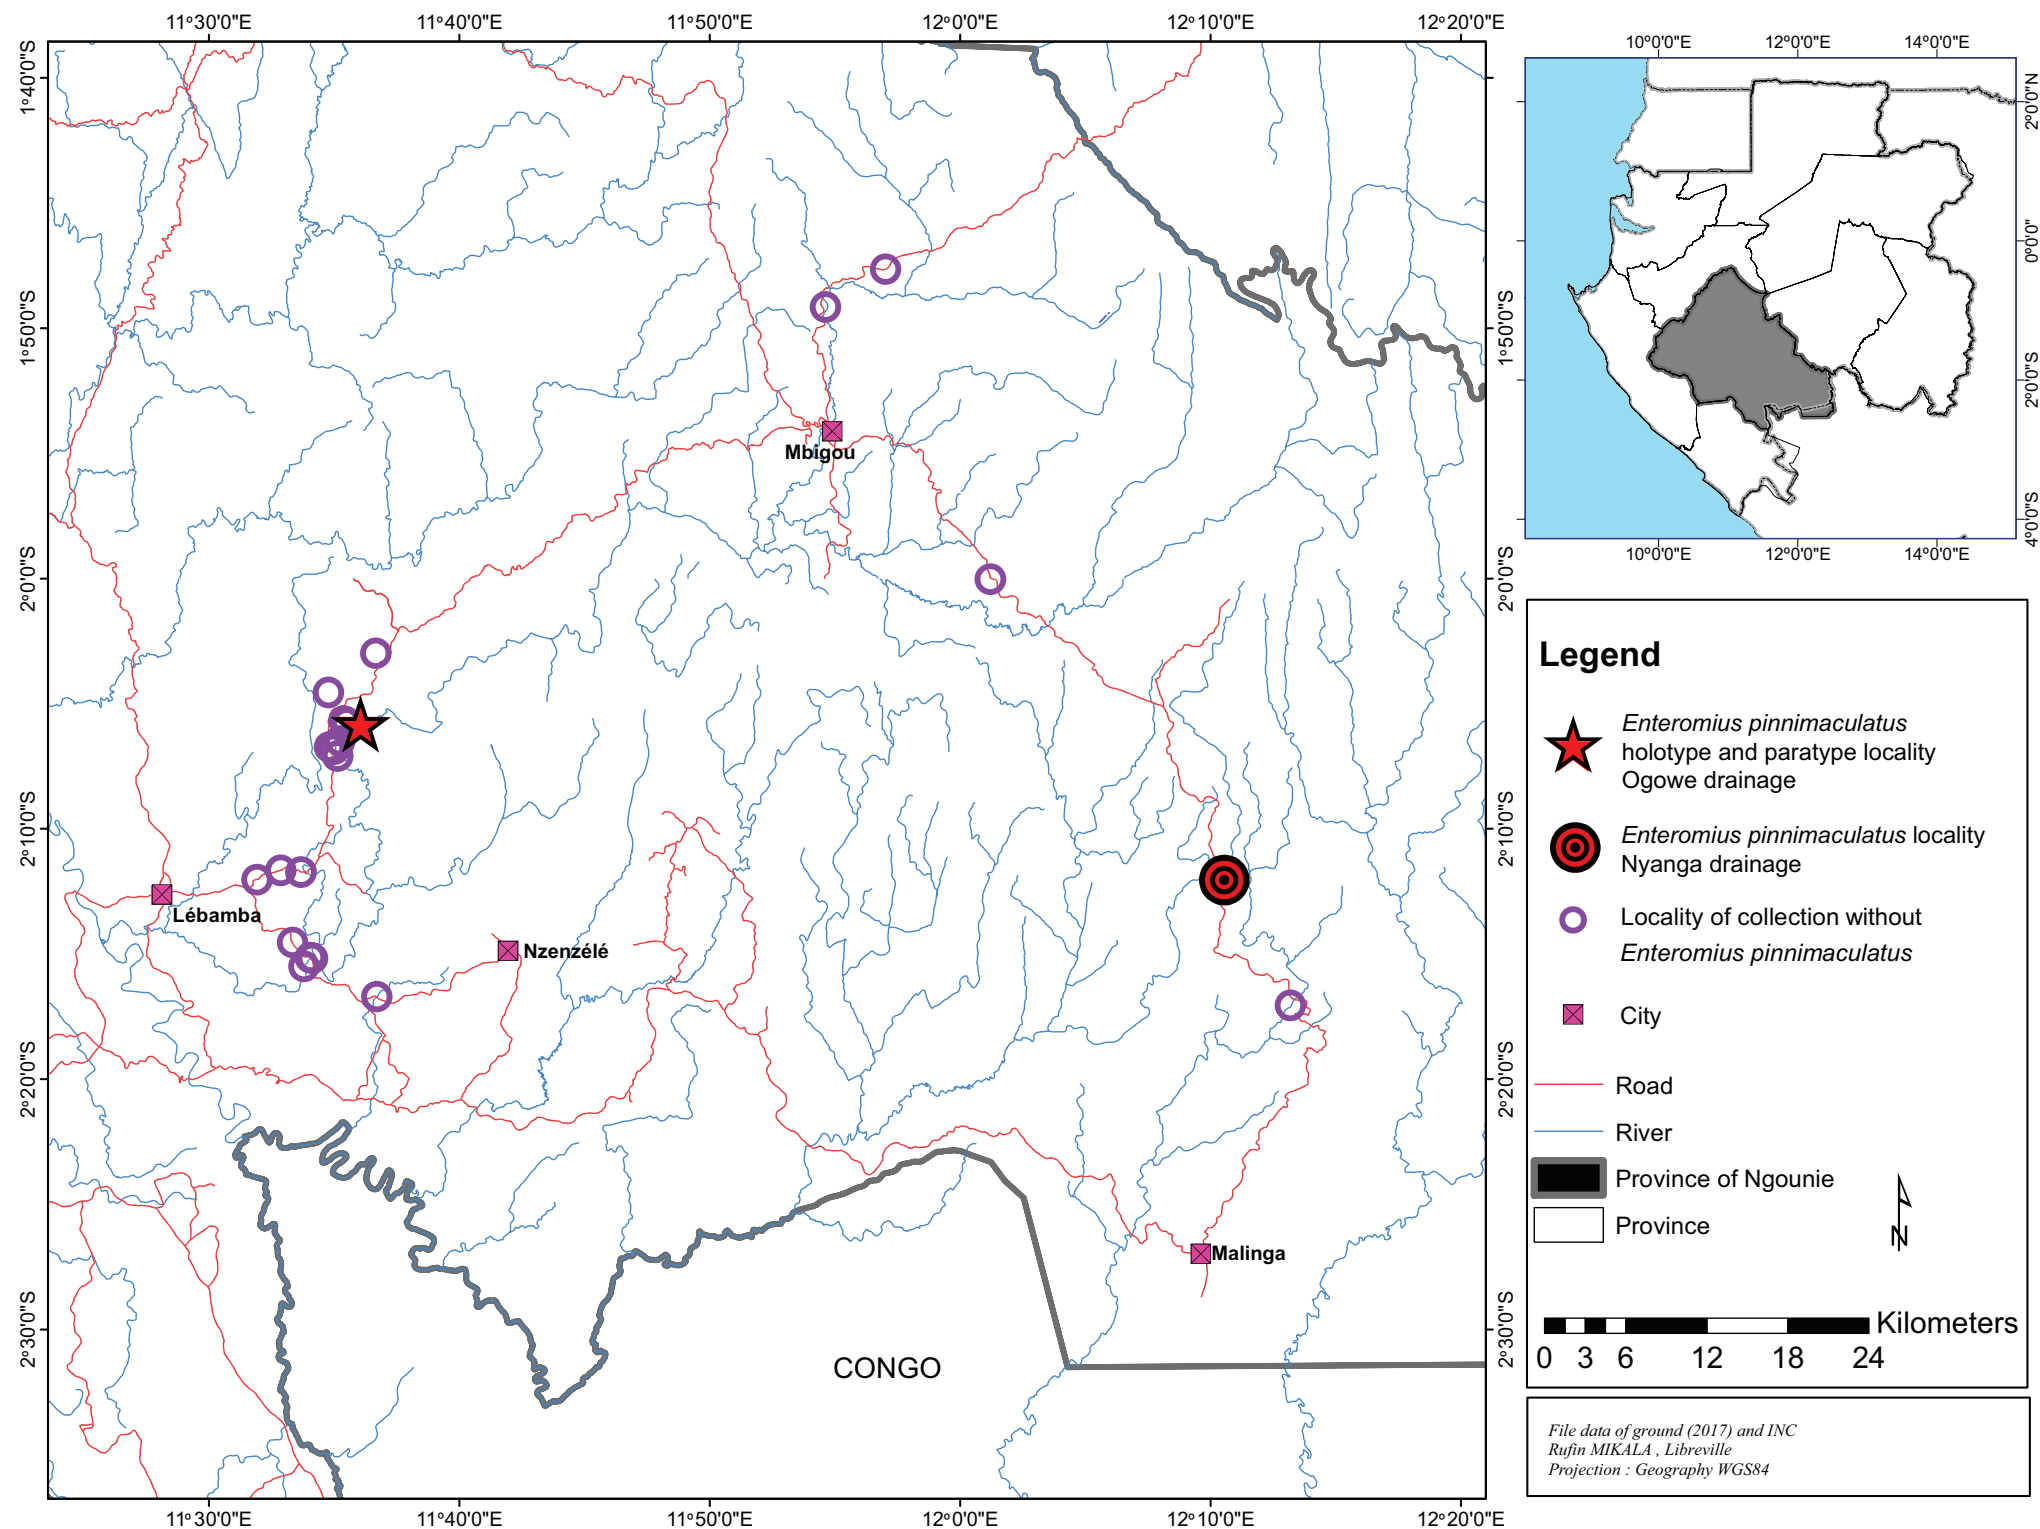 11°30'0"E 11°40'0"E 11°50'0"E 12°0'0"E 12°10'0"E 12°20'0"E
1°40'0"S
1°50'0"S
2°0'0"S
2°10'0"S
2°20'0"S
2°30'0"S
Mbigou
Lébamba
Nzenzélé
Malinga
CONGO
1°50'0"S
2°0'0"S
2°10'0"S
2°20'0"S
2°30'0"S
11°30'0"E 11°40'0"E 11°50'0"E 12°0'0"E 12°10'0"E 12°20'0"E
10°0'0"E 12°0'0"E 14°0'0"E
2°0'0"N
0°0'0"
2°0'0"S
4°0'0"S
10°0'0"E 12°0'0"E 14°0'0"E
Legend
Enteromius pinnimaculatus
holotype and paratype locality
Ogowe drainage
Enteromius pinnimaculatus locality
Nyanga drainage
Locality of collection without
Enteromius pinnimaculatus
City
Road
River
Province of Ngounie
Province
N
Kilometers
0 3 6 12 18 24
File data of ground (2017) and INC
Rufin MIKALA , Libreville
Projection : Geography WGS84